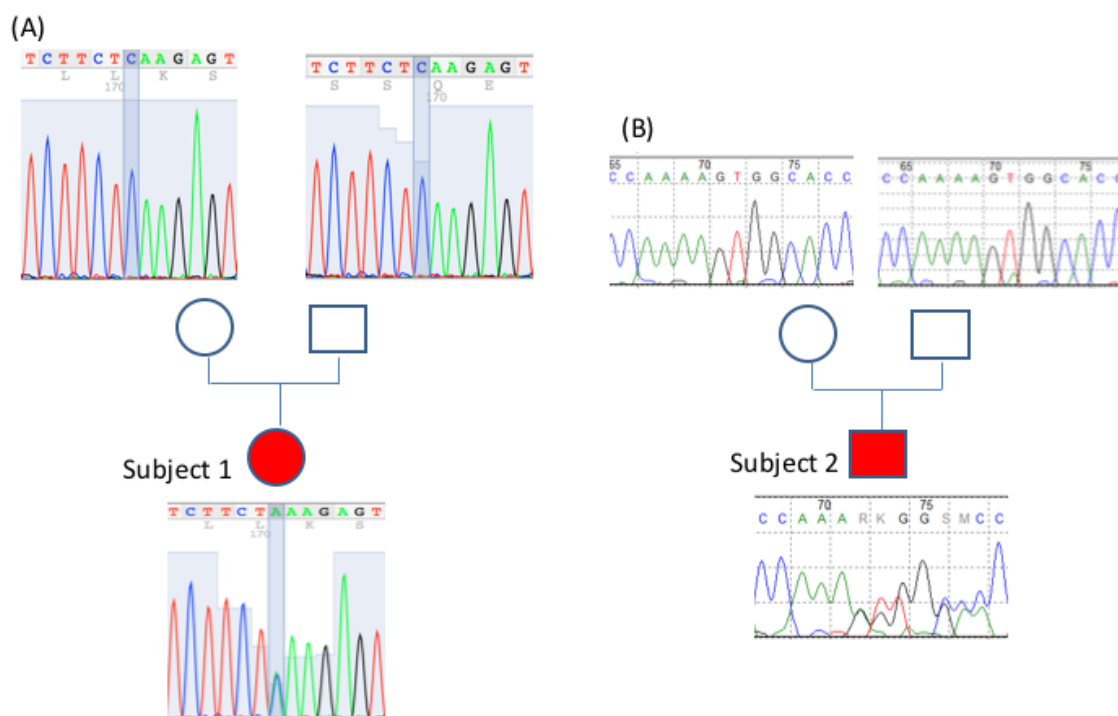 (A)
T C T T C T C A A G A G T
L L K S
170
T C T T C T C A A G A G T
S S Q E
170
(B)
65 70 75
C C A A A A G T G G C A C C
65 70 75
C C A A A A G T G G C A C
Subject 1
T C T T C T A A A G A G T
L L K S
170
Subject 2
70 75
C C A A A R K G G S M C C